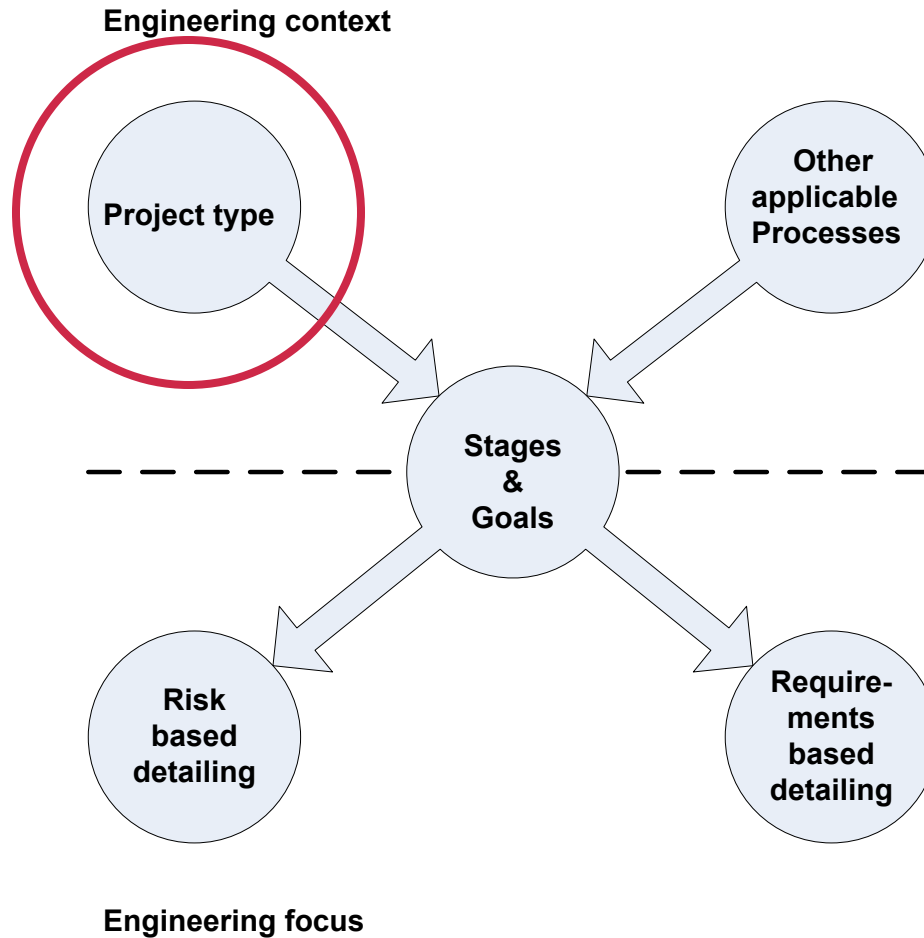 Engineering context
Project type
Other
applicable
Processes
Stages
&
Goals
Risk
based
detailing
Require-
ments
based
detailing
Engineering focus